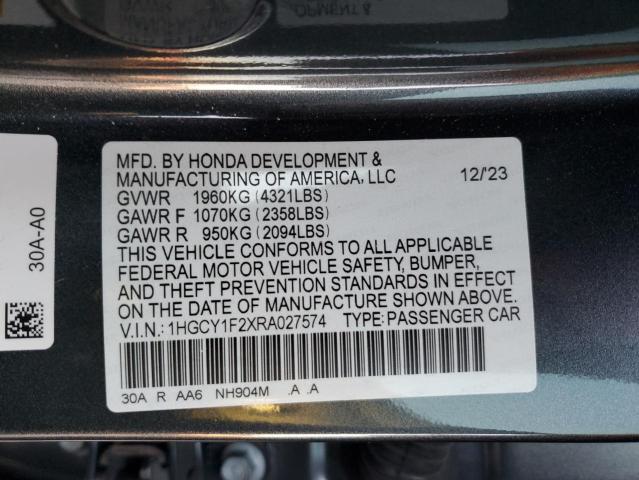 MFD. BY HONDA DEVELOPMENT &
MANUFACTURING OF AMERICA, LLC 12/'23
GVWR 1960KG (4321LBS)
GAWR F 1070KG (2358LBS)
GAWR R 950KG (2094LBS)
THIS VEHICLE CONFORMS TO ALL APPLICABLE
FEDERAL MOTOR VEHICLE SAFETY, BUMPER,
AND THEFT PREVENTION STANDARDS IN EFFECT
ON THE DATE OF MANUFACTURE SHOWN ABOVE.
V.I.N.: 1HGCY1F2XRA027574 TYPE: PASSENGER CAR
30A R AA6 NH904M .A .A
30A-A0